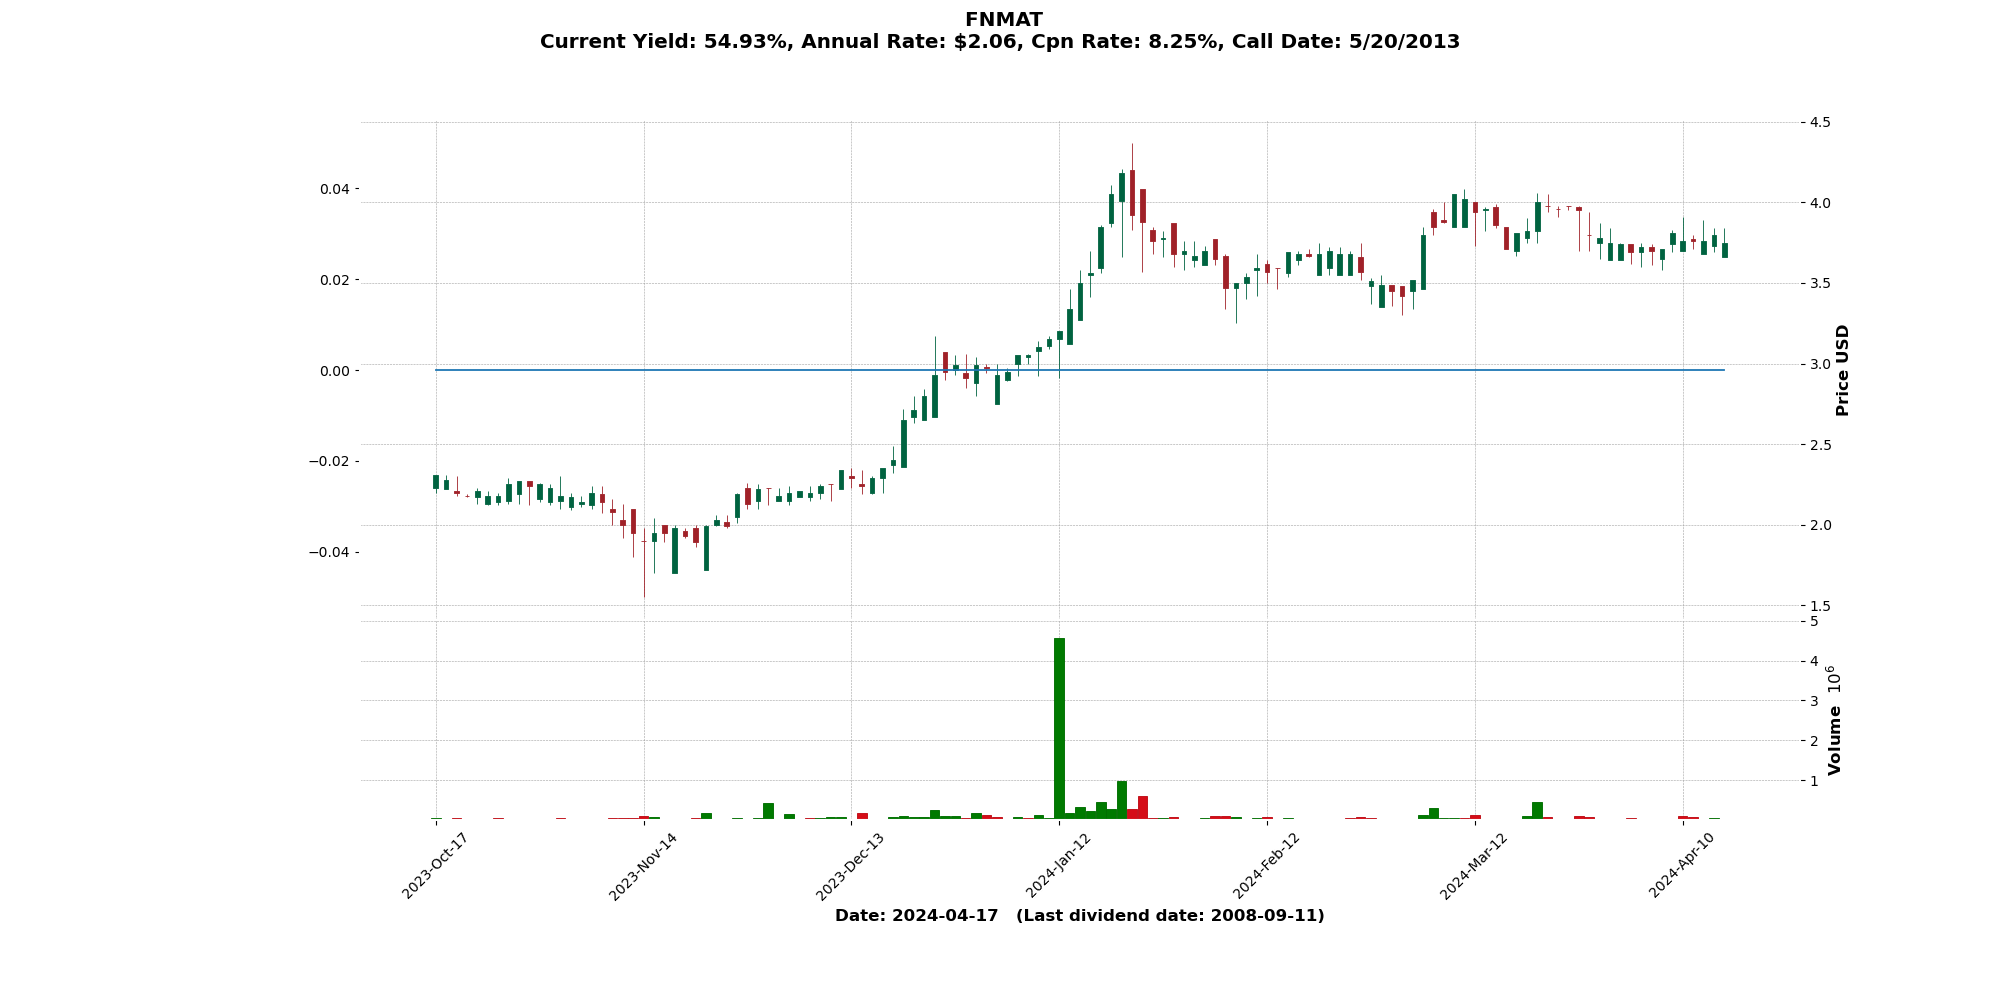 FNMAT
Current Yield: 54.93%, Annual Rate: $2.06, Cpn Rate: 8.25%, Call Date: 5/20/2013
4.5
0.04
4.0
0.02
3.5
0.00
3.0
Price USD
−0.02
2.5
−0.04
2.0
1.5
5
4
3
2
1
Volume 10^6
2023-Oct-17
2023-Nov-14
2023-Dec-13
2024-Jan-12
2024-Feb-12
2024-Mar-12
2024-Apr-10
Date: 2024-04-17 (Last dividend date: 2008-09-11)